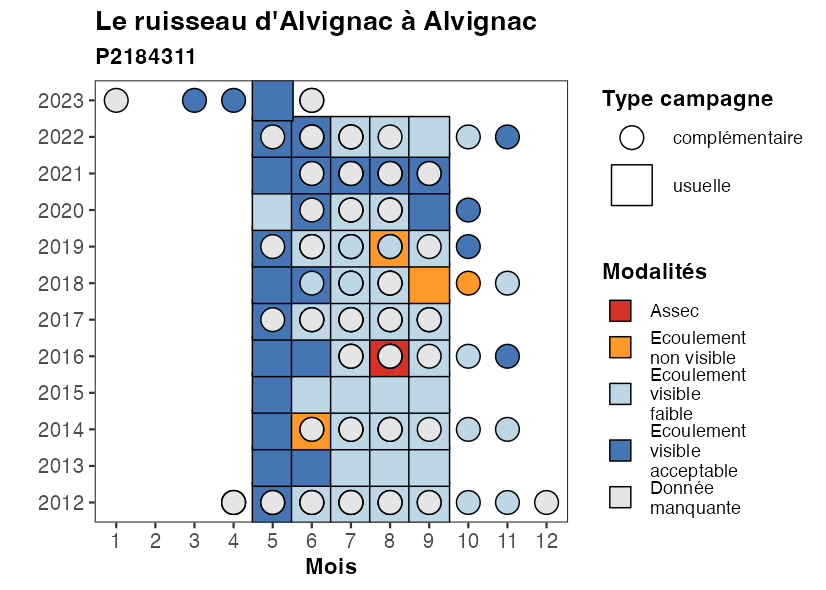 Le ruisseau d'Alvignac à Alvignac
P2184311
2023
2022
2021
2020
2019
2018
2017
2016
2015
2014
2013
2012
1 2 3 4 5 6 7 8 9 10 11 12
Mois
Type campagne
complémentaire
usuelle
Modalités
Assec
Ecoulement
non visible
Ecoulement
visible
faible
Ecoulement
visible
acceptable
Donnée
manquante